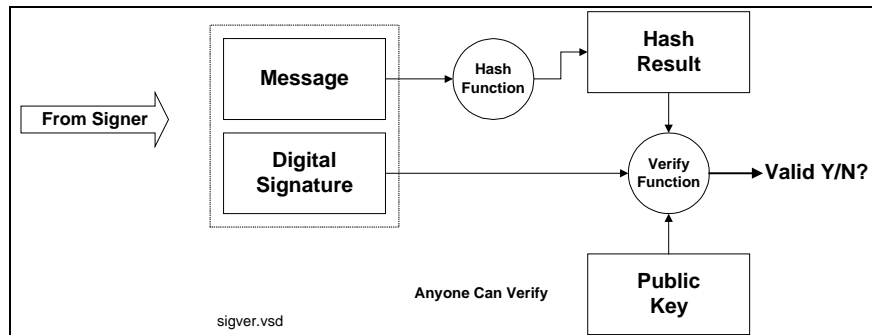 From Signer
Message
Digital
Signature
Hash
Function
Hash
Result
Verify
Function
Valid Y/N?
Public
Key
Anyone Can Verify
sigver.vsd